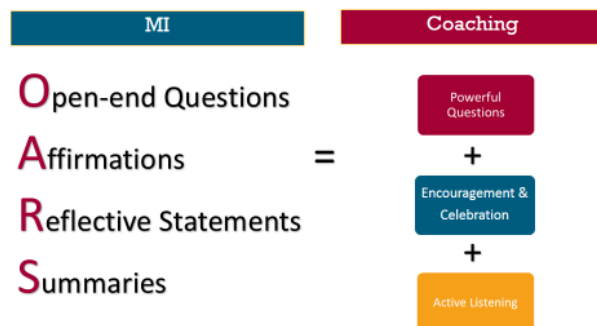 MI
Coaching
Open-end Questions
Affirmations
Reflective Statements
Summaries
=
Powerful
Questions
+
Encouragement &
Celebration
+
Active Listening